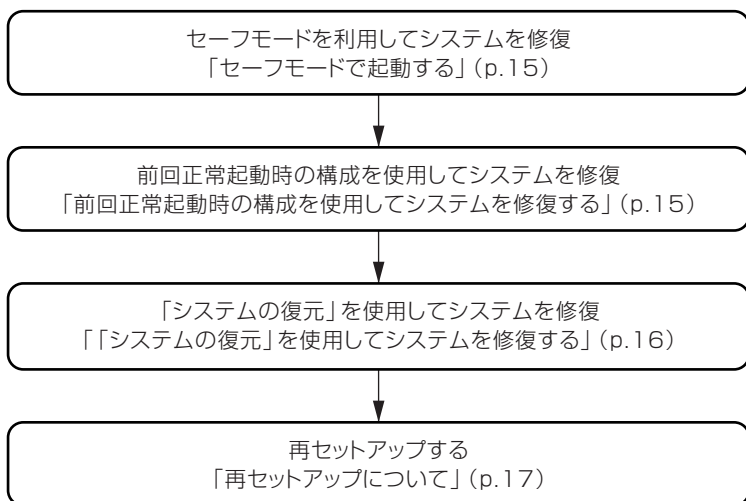 セーフモードを利用してシステムを修復
「セーフモードで起動する」（p.15）
前回正常起動時の構成を使用してシステムを修復
「前回正常起動時の構成を使用してシステムを修復する」（p.15）
「システムの復元」を使用してシステムを修復
「「システムの復元」を使用してシステムを修復する」（p.16）
再セットアップする
「再セットアップについて」（p.17）